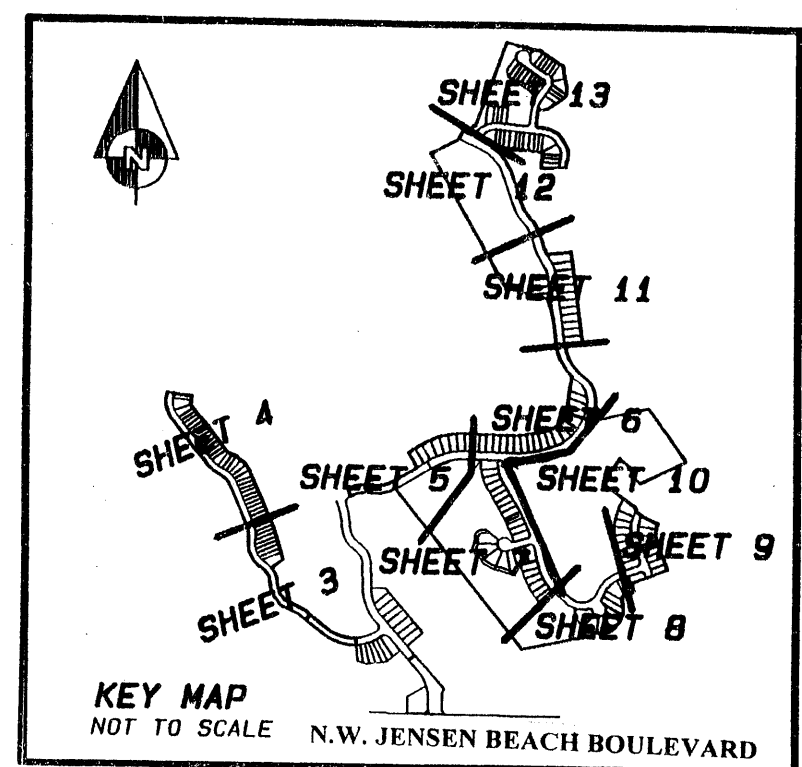 SHEET 13
N
SHEET 12
SHEET 11
SHEET 4
SHEET 6
SHEET 5
SHEET 10
SHEET 9
SHEET
SHEET 3
SHEET 8
KEY MAP
NOT TO SCALE
N.W. JENSEN BEACH BOULEVARD